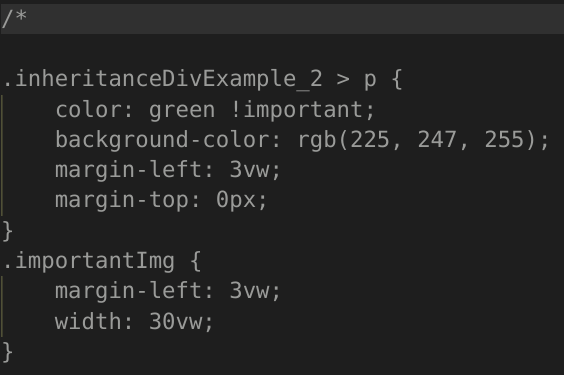 /*
.inheritanceDivExample_2 > p {
    color: green !important;
    background-color: rgb(225, 247, 255);
    margin-left: 3vw;
    margin-top: 0px;
}
.importantImg {
    margin-left: 3vw;
    width: 30vw;
}